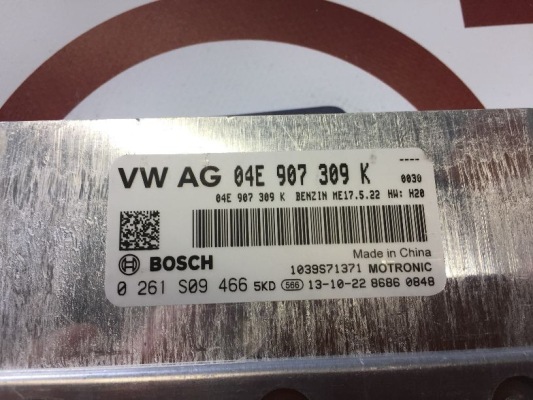 VW AG 04E 907 309 K
----
0030
04E 907 309 K BENZIN ME17.5.22 HW: H20
Made in China
BOSCH 1039S71371 MOTRONIC
0 261 S09 466 5KD 566 13-10-22 8686 0848